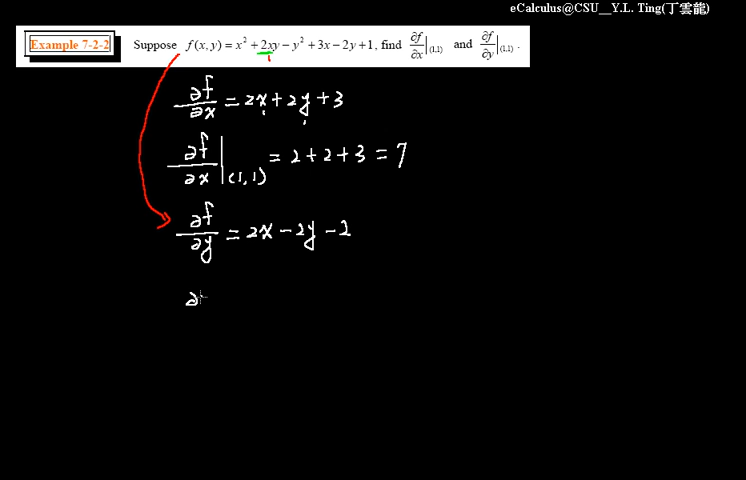 eCalculus@CSU__Y.L. Ting(丁雲龍)
Example 7-2-2 Suppose f(x, y) = x² + 2xy − y² + 3x − 2y + 1, find ∂f/∂x|(1,1) and ∂f/∂y|(1,1) .
∂f/∂x = 2x + 2y + 3
∂f/∂x|(1,1) = 2 + 2 + 3 = 7
∂f/∂y = 2x − 2y − 2
∂